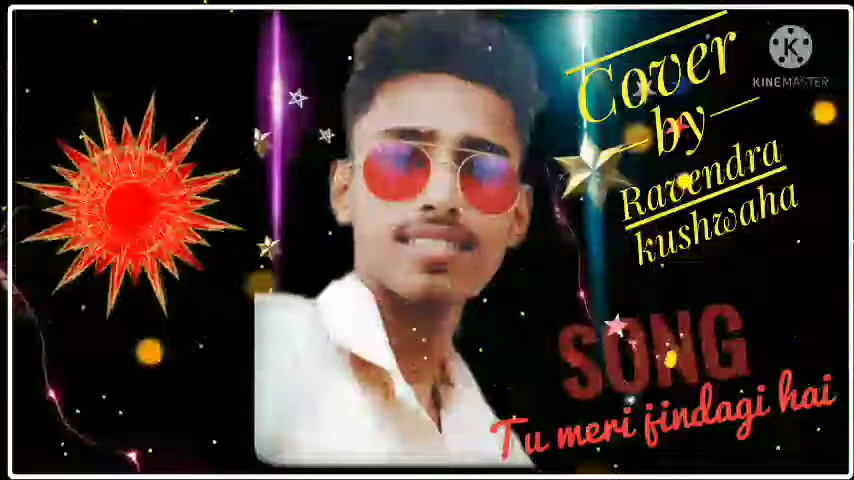 Cover
by
Ravendra
kushwaha
KINEMASTER
SONG
Tu meri jindagi hai